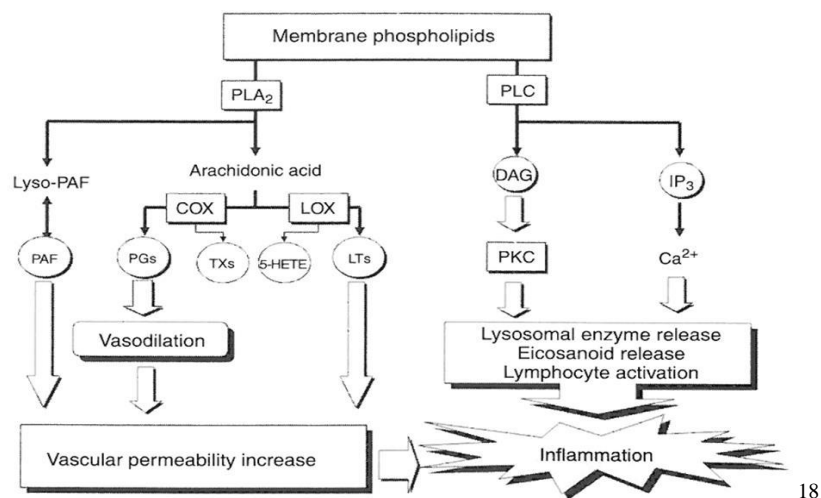 Membrane phospholipids
PLA2
PLC
Lyso-PAF
Arachidonic acid
DAG
IP3
COX
LOX
PAF
PGs
TXs
5-HETE
LTs
PKC
Ca2+
Vasodilation
Lysosomal enzyme release
Eicosanoid release
Lymphocyte activation
Vascular permeability increase
Inflammation
18